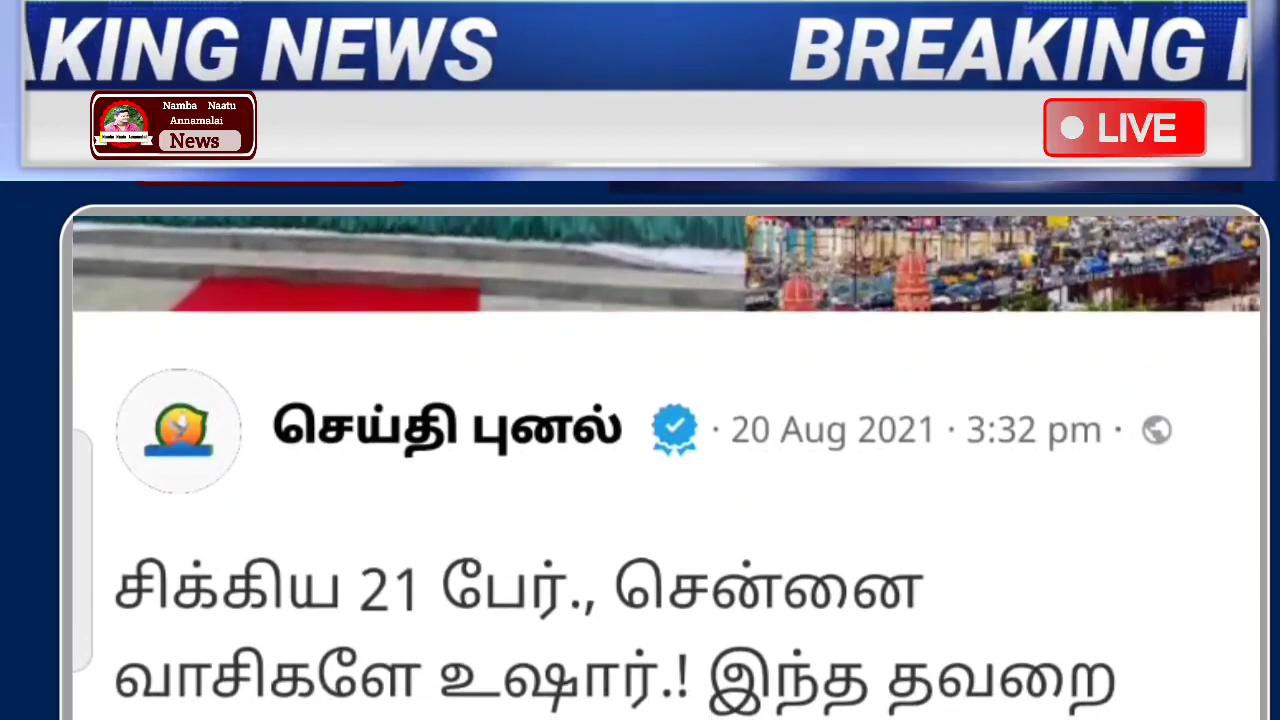 KING NEWS BREAKING
Namba Naatu
Annamalai
News
LIVE
செய்தி புனல் · 20 Aug 2021 · 3:32 pm ·
சிக்கிய 21 பேர்., சென்னை
வாசிகளே உஷார்.! இந்த தவறை